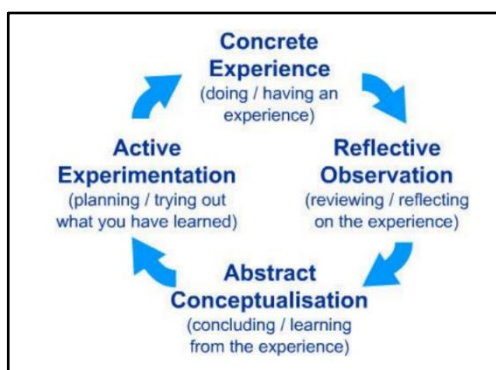 Concrete
Experience
(doing / having an
experience)
Reflective
Observation
(reviewing / reflecting
on the experience)
Abstract
Conceptualisation
(concluding / learning
from the experience)
Active
Experimentation
(planning / trying out
what you have learned)